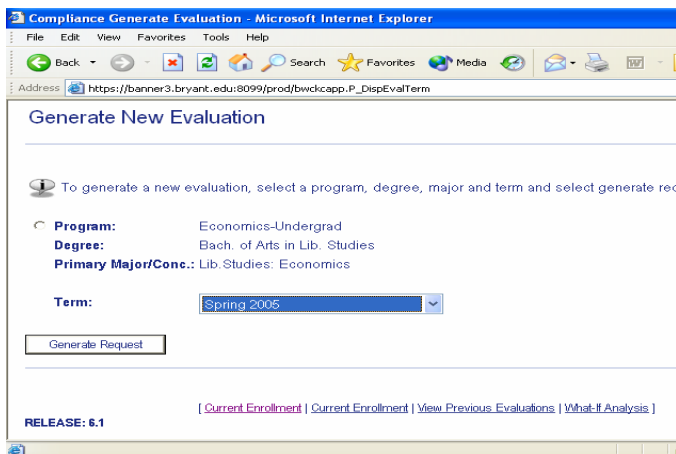 Compliance Generate Evaluation - Microsoft Internet Explorer
File Edit View Favorites Tools Help
Back Search Favorites Media
Address https://banner3.bryant.edu:8099/prod/bwckcapp.P_DispEvalTerm
Generate New Evaluation
To generate a new evaluation, select a program, degree, major and term and select generate
Program: Economics-Undergrad
Degree: Bach. of Arts in Lib. Studies
Primary Major/Conc.: Lib.Studies: Economics
Term: Spring 2005
Generate Request
[ Current Enrollment | Current Enrollment | View Previous Evaluations | What-If Analysis ]
RELEASE: 6.1